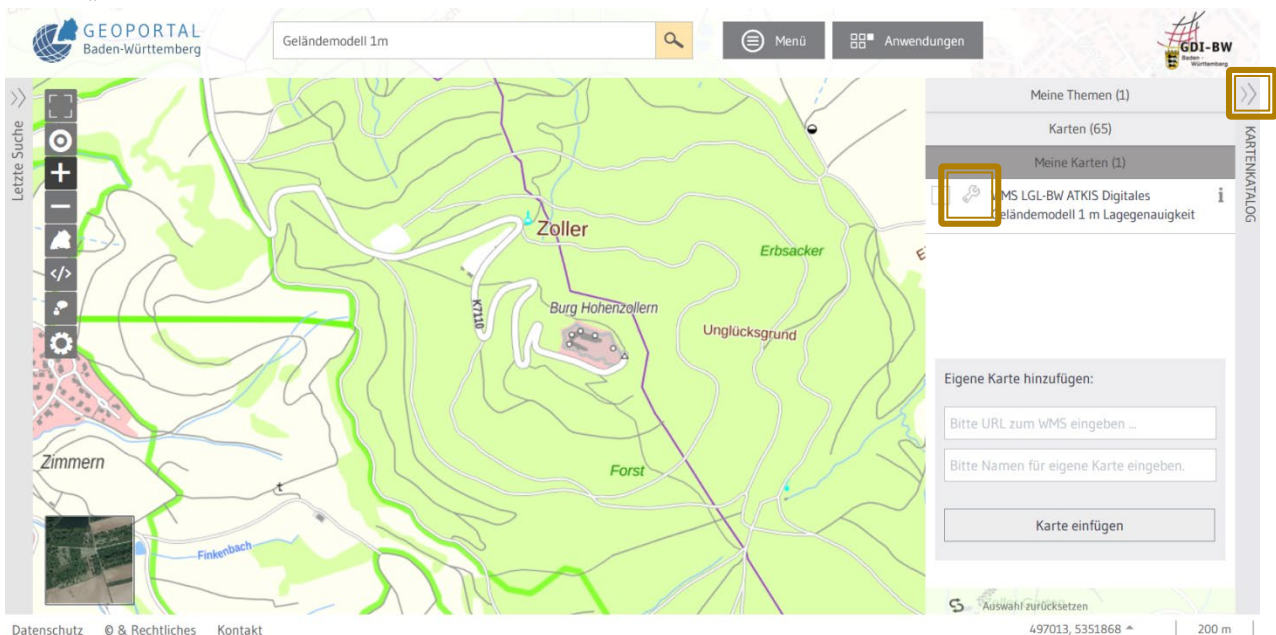 GEOPORTAL
Baden-Württemberg
Geländemodell 1m
Menü
Anwendungen
GDI-BW
Baden -
Württemberg
Letzte Suche
Meine Themen (1)
Karten (65)
Meine Karten (1)
WMS LGL-BW ATKIS Digitales
Geländemodell 1 m Lagegenauigkeit
i
KARTENKATALOG
</>
Zoller
Erbsacker
K7110
Burg Hohenzollern
Unglücksgrund
Zimmern
Forst
Finkenbach
Eigene Karte hinzufügen:
Bitte URL zum WMS eingeben ...
Bitte Namen für eigene Karte eingeben.
Karte einfügen
Auswahl zurücksetzen
Datenschutz © & Rechtliches Kontakt
497013, 5351868
200 m